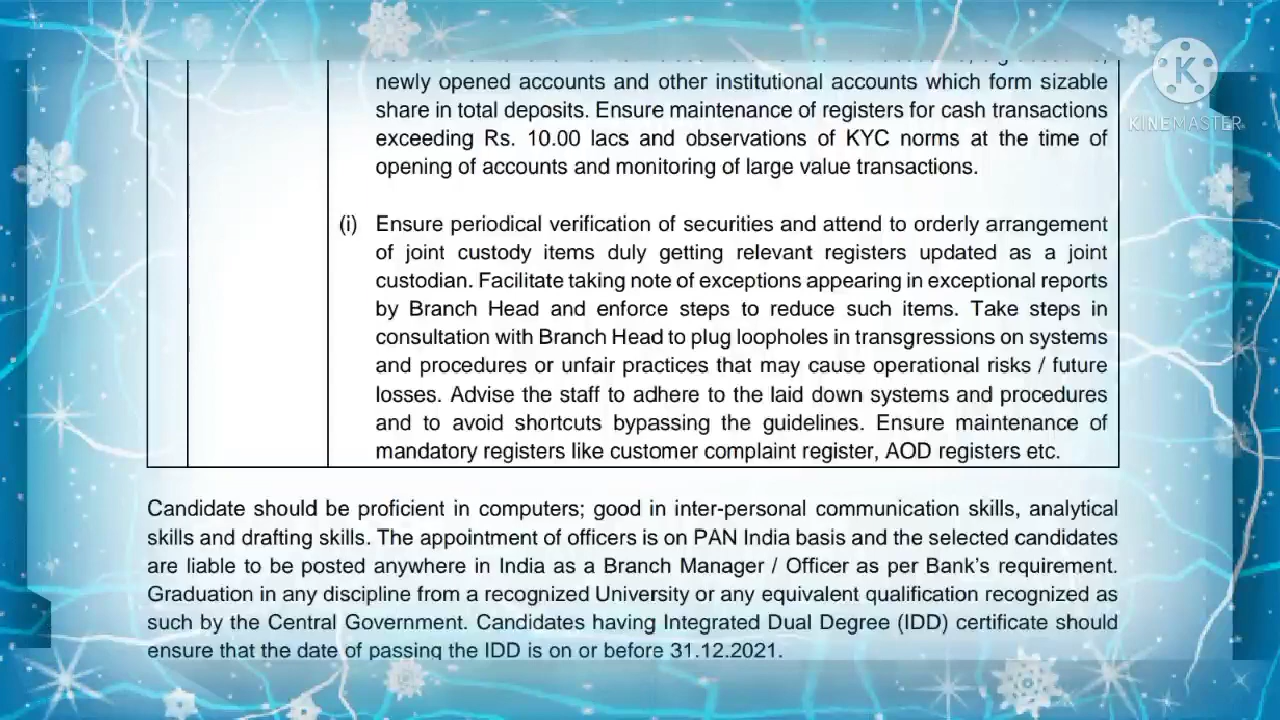 newly opened accounts and other institutional accounts which form sizable
share in total deposits. Ensure maintenance of registers for cash transactions
exceeding Rs. 10.00 lacs and observations of KYC norms at the time of
opening of accounts and monitoring of large value transactions.
(i) Ensure periodical verification of securities and attend to orderly arrangement
of joint custody items duly getting relevant registers updated as a joint
custodian. Facilitate taking note of exceptions appearing in exceptional reports
by Branch Head and enforce steps to reduce such items. Take steps in
consultation with Branch Head to plug loopholes in transgressions on systems
and procedures or unfair practices that may cause operational risks / future
losses. Advise the staff to adhere to the laid down systems and procedures
and to avoid shortcuts bypassing the guidelines. Ensure maintenance of
mandatory registers like customer complaint register, AOD registers etc.
Candidate should be proficient in computers; good in inter-personal communication skills, analytical
skills and drafting skills. The appointment of officers is on PAN India basis and the selected candidates
are liable to be posted anywhere in India as a Branch Manager / Officer as per Bank's requirement.
Graduation in any discipline from a recognized University or any equivalent qualification recognized as
such by the Central Government. Candidates having Integrated Dual Degree (IDD) certificate should
ensure that the date of passing the IDD is on or before 31.12.2021.
K
KINEMASTER